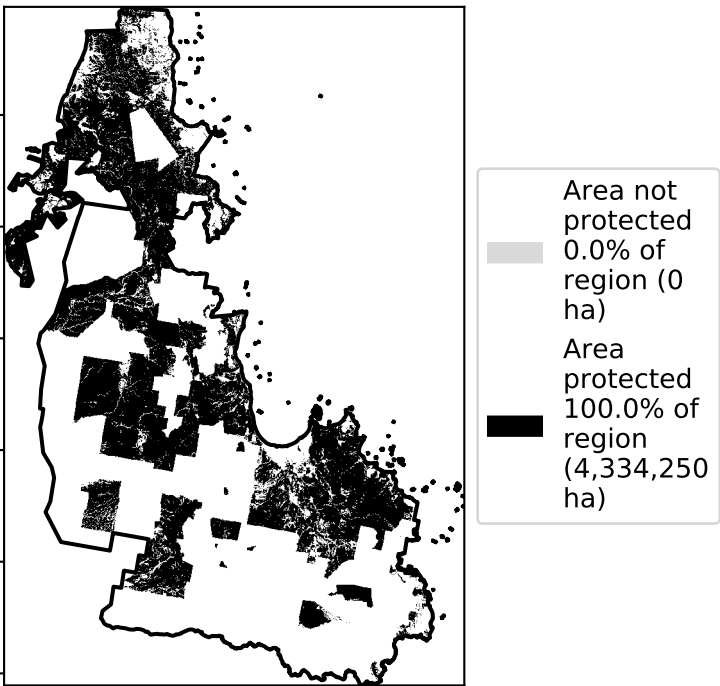 Area not
protected
0.0% of
region (0
ha)
Area
protected
100.0% of
region
(4,334,250
ha)